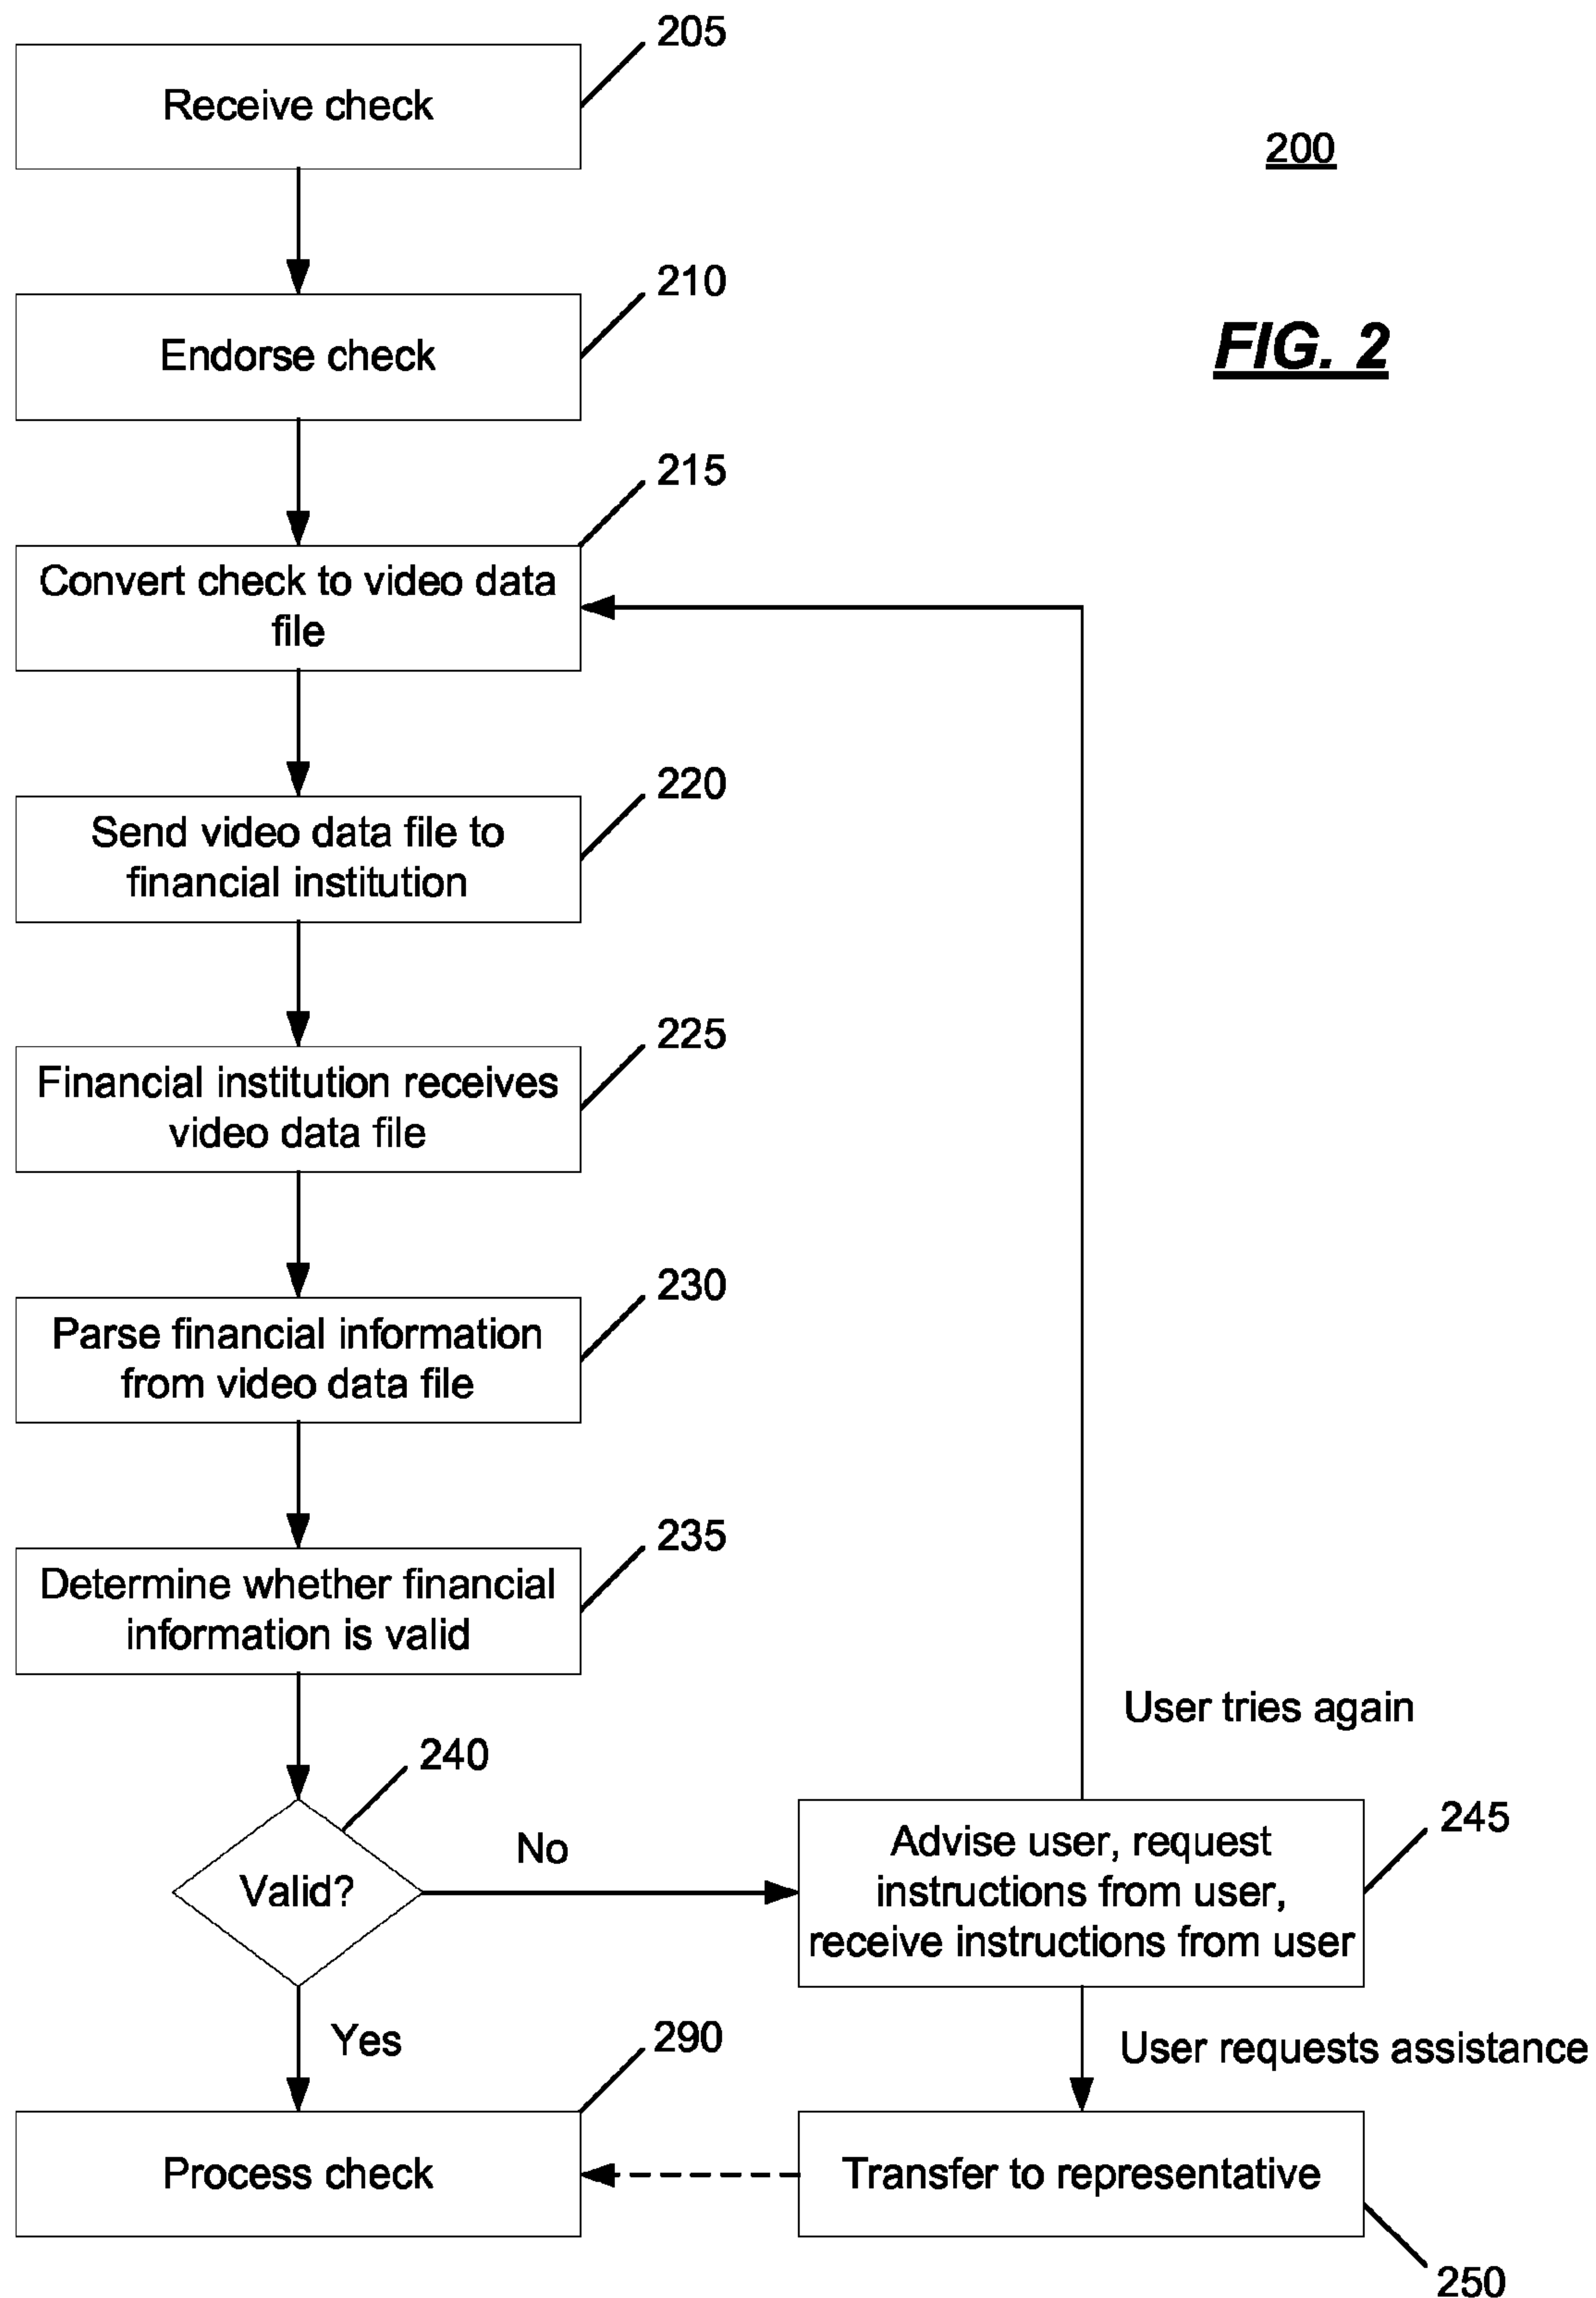 205
Receive check
200
210
Endorse check
FIG. 2
215
Convert check to video data
file
220
Send video data file to
financial institution
225
Financial institution receives
video data file
230
Parse financial information
from video data file
235
Determine whether financial
information is valid
User tries again
240
Valid?
No
245
Advise user, request
instructions from user,
receive instructions from user
Yes
290
User requests assistance
Process check
Transfer to representative
250